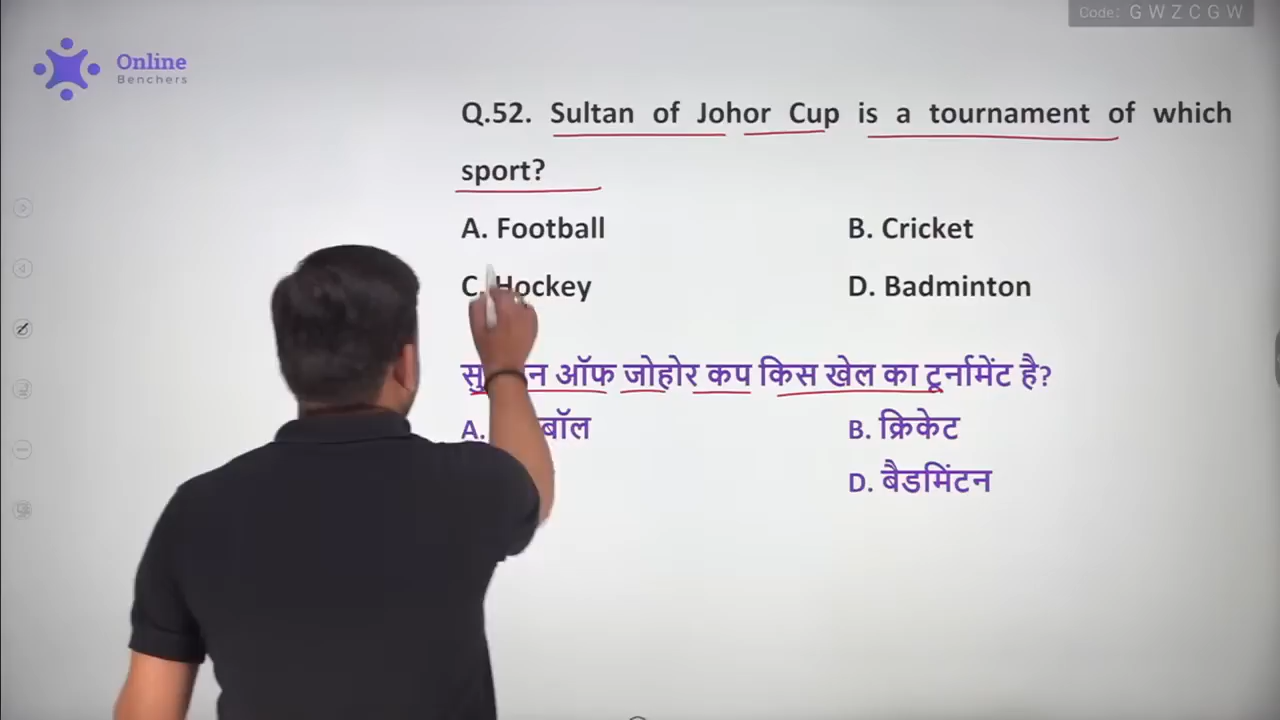 Code: GWZCGW
Online
Benchers
Q.52. Sultan of Johor Cup is a tournament of which
sport?
A. Football B. Cricket
C. Hockey D. Badminton
ऑफ जोहोर कप किस खेल का टूर्नामेंट है?
A. B. क्रिकेट
D. बैडमिंटन